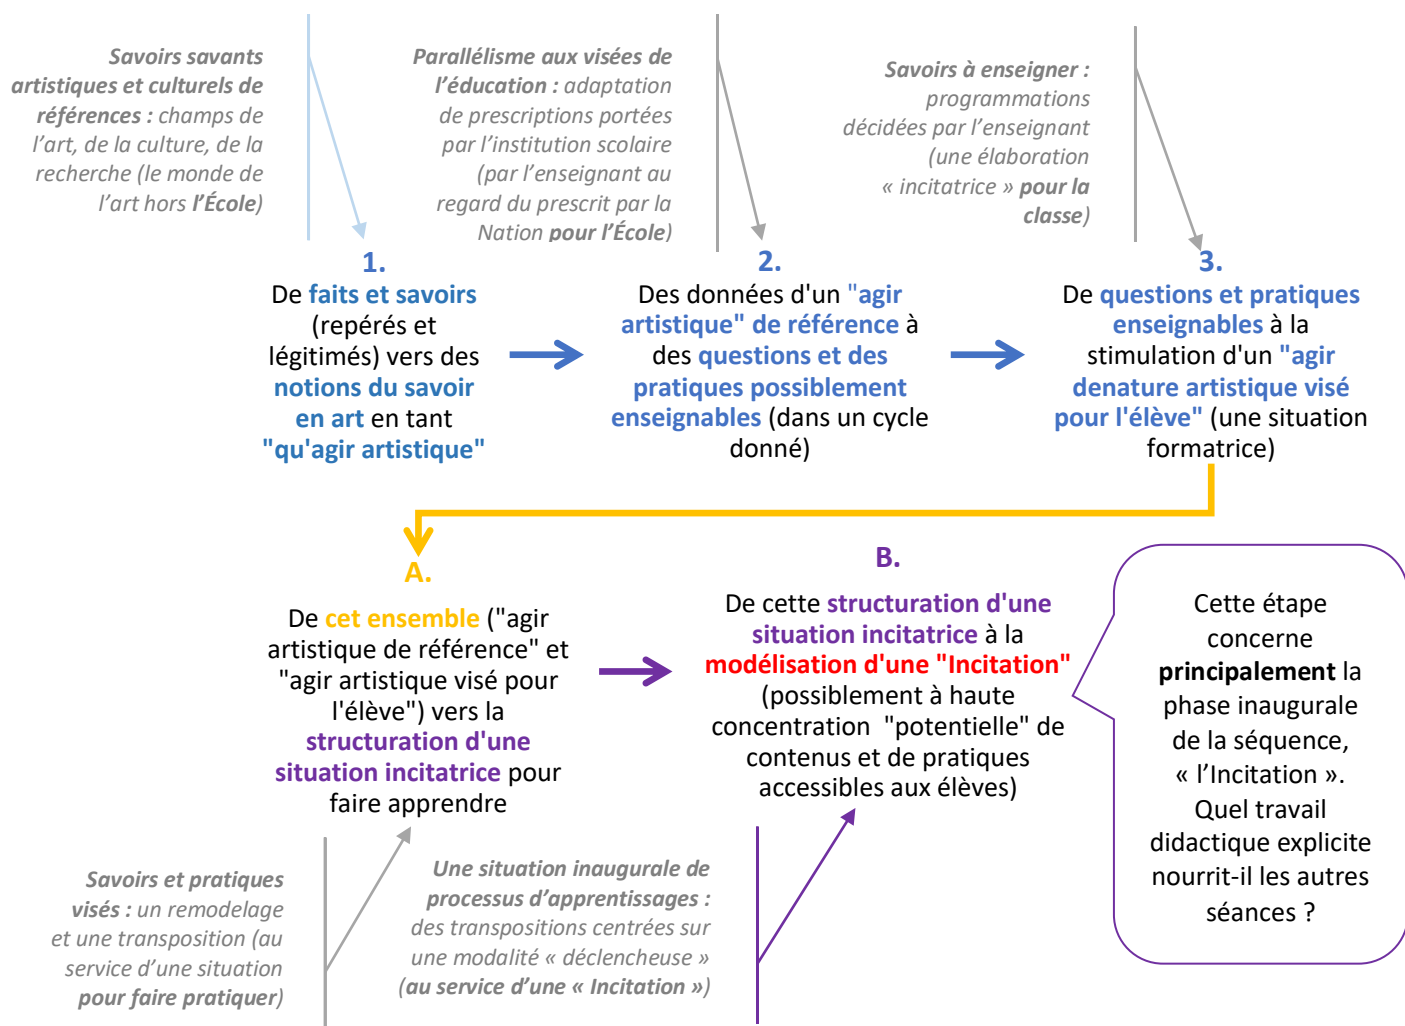 Savoirs savants
artistiques et culturels de
références : champs de
l'art, de la culture, de la
recherche (le monde de
l'art hors l'École)
Parallélisme aux visées de
l'éducation : adaptation
de prescriptions portées
par l'institution scolaire
(par l'enseignant au
regard du prescrit par la
Nation pour l'École)
Savoirs à enseigner :
programmations
décidées par l'enseignant
(une élaboration
« incitatrice » pour la
classe)
1.
De faits et savoirs
(repérés et
légitimés) vers des
notions du savoir
en art en tant
"qu'agir artistique"
2.
Des données d'un "agir
artistique" de référence à
des questions et des
pratiques possiblement
enseignables (dans un cycle
donné)
3.
De questions et pratiques
enseignables à la
stimulation d'un "agir
denature artistique visé
pour l'élève" (une situation
formatrice)
A.
De cet ensemble ("agir
artistique de référence" et
"agir artistique visé pour
l'élève") vers la
structuration d'une
situation incitatrice pour
faire apprendre
B.
De cette structuration d'une
situation incitatrice à la
modélisation d'une "Incitation"
(possiblement à haute
concentration "potentielle" de
contenus et de pratiques
accessibles aux élèves)
Cette étape
concerne
principalement la
phase inaugurale
de la séquence,
« l'Incitation ».
Quel travail
didactique explicite
nourrit-il les autres
séances ?
Savoirs et pratiques
visés : un remodelage
et une transposition (au
service d'une situation
pour faire pratiquer)
Une situation inaugurale de
processus d'apprentissages :
des transpositions centrées sur
une modalité « déclencheuse »
(au service d'une « Incitation »)